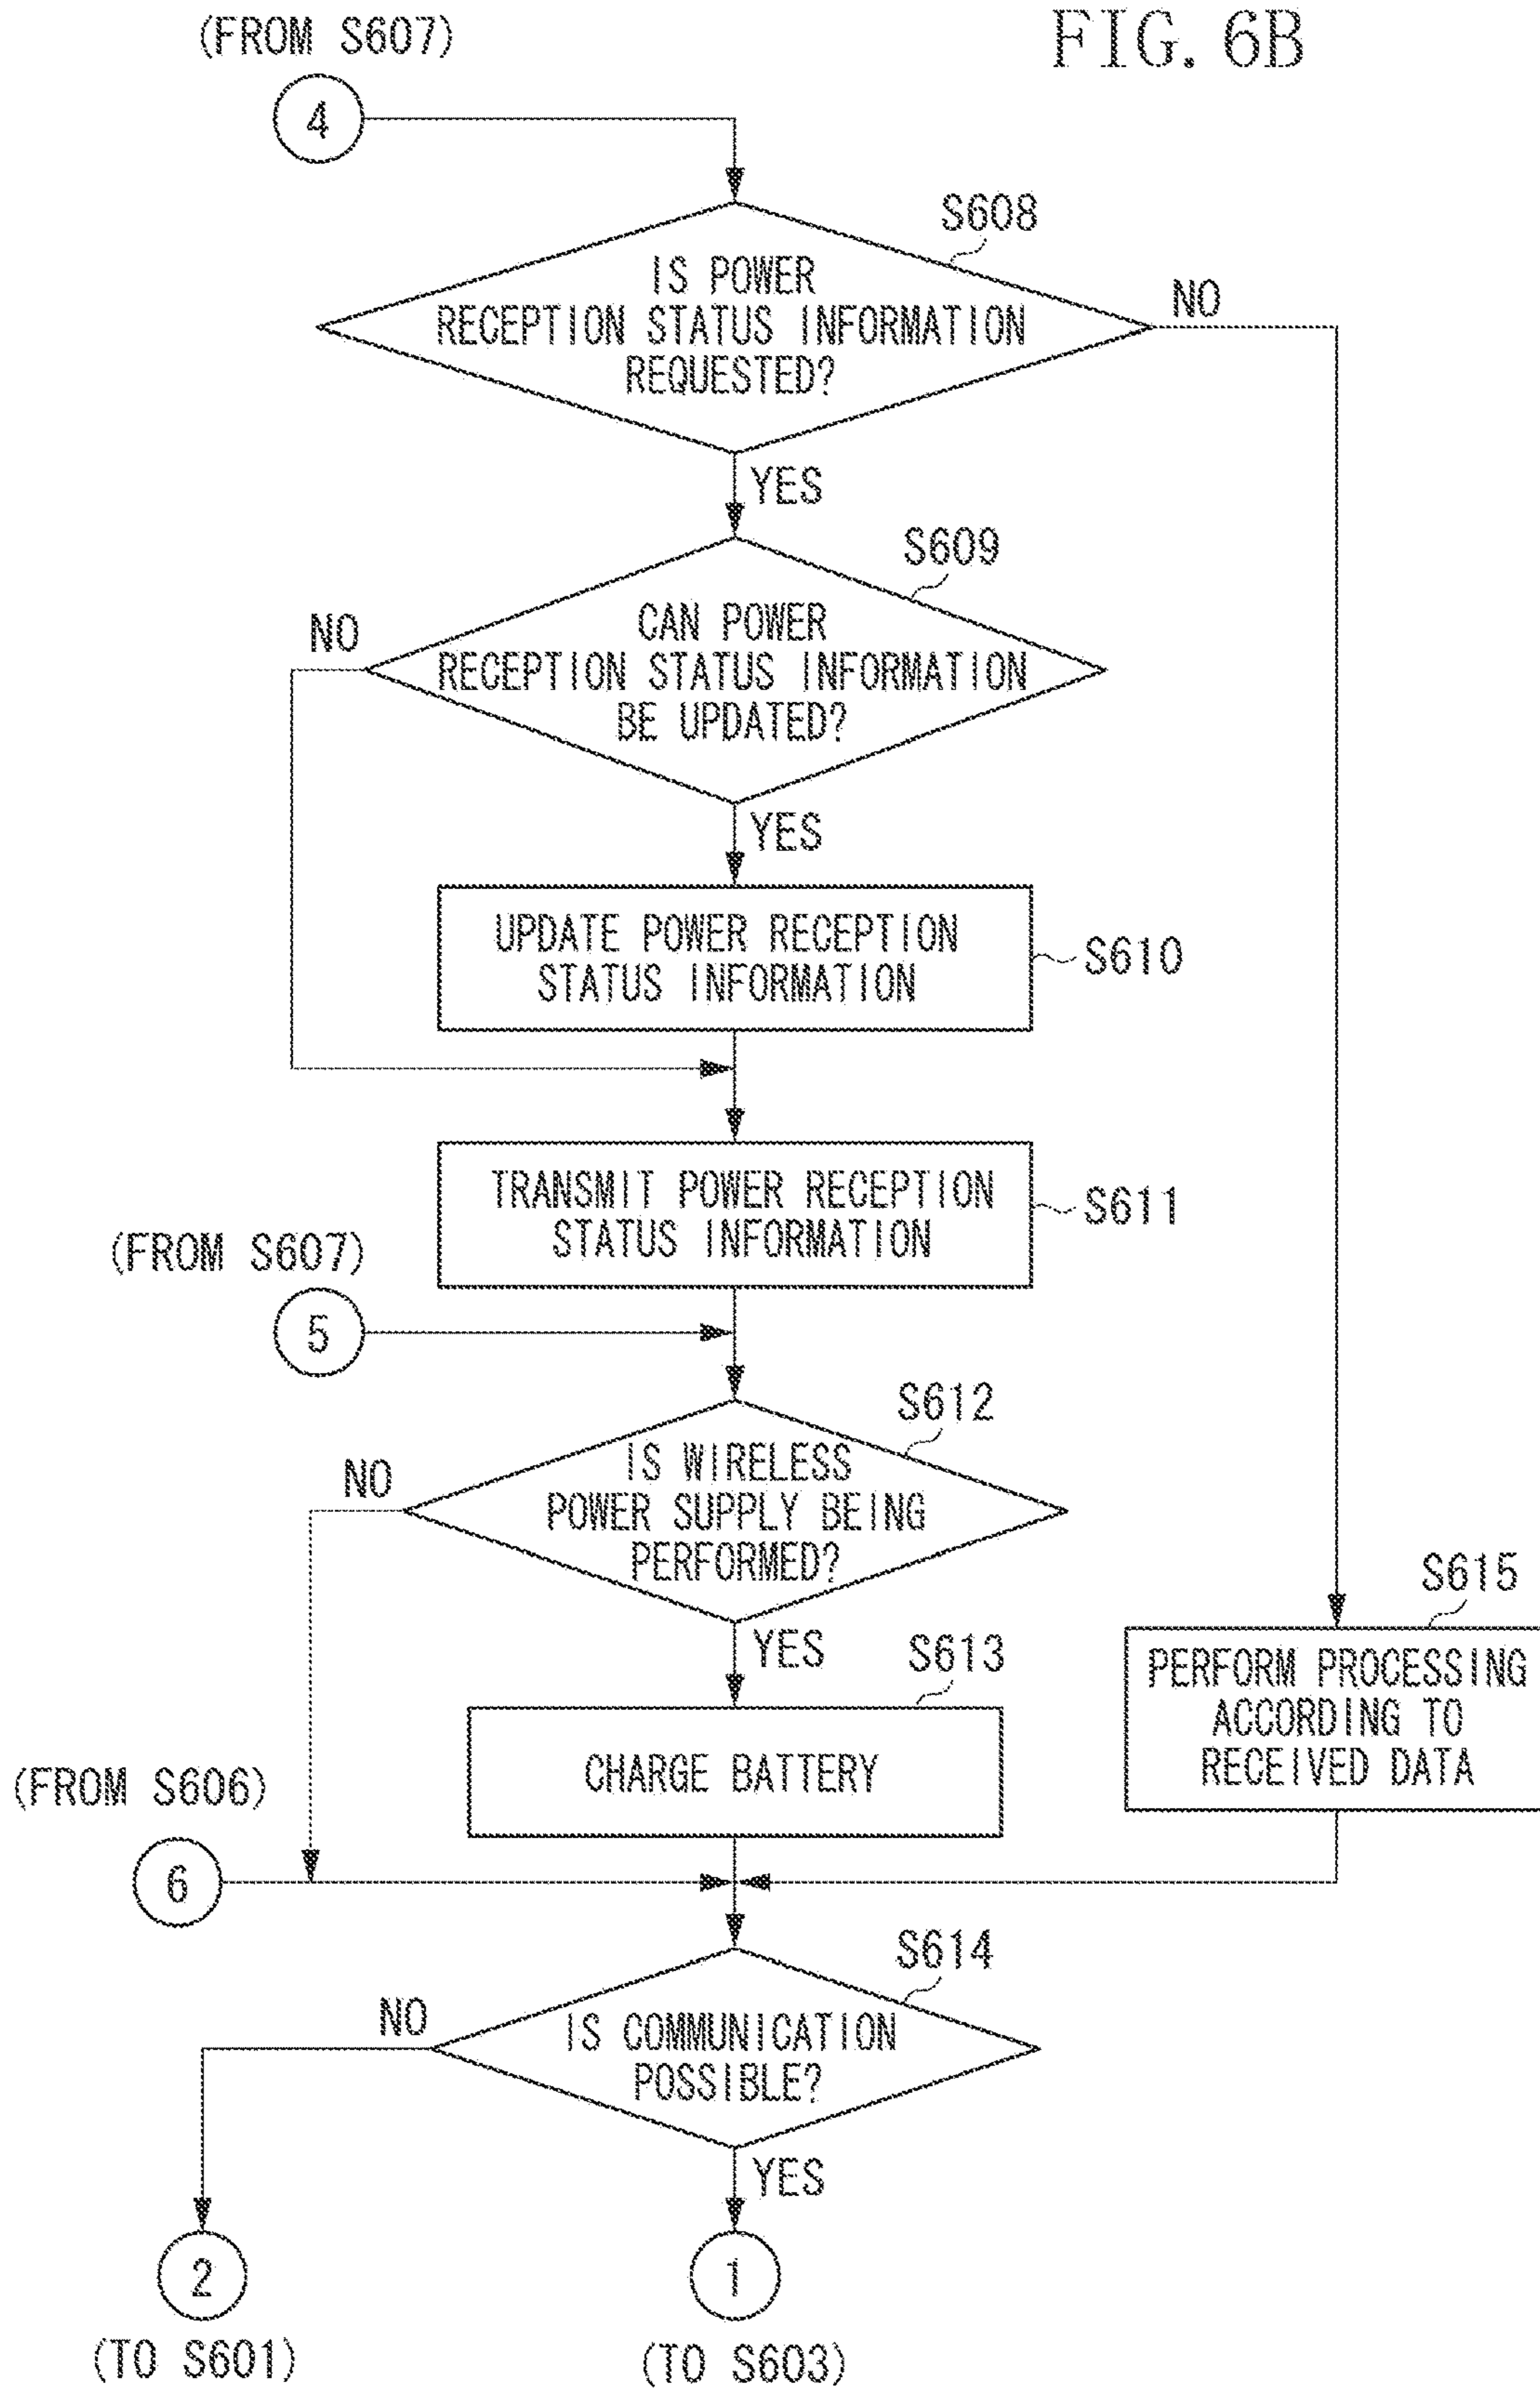 FIG. 6B
(FROM S607)
4
S608
IS POWER
RECEPTION STATUS INFORMATION
REQUESTED?
NO
YES
S609
NO
CAN POWER
RECEPTION STATUS INFORMATION
BE UPDATED?
YES
UPDATE POWER RECEPTION
STATUS INFORMATION
S610
TRANSMIT POWER RECEPTION
STATUS INFORMATION
S611
(FROM S607)
5
S612
NO
IS WIRELESS
POWER SUPPLY BEING
PERFORMED?
YES
S613
CHARGE BATTERY
S615
PERFORM PROCESSING
ACCORDING TO
RECEIVED DATA
(FROM S606)
6
S614
NO
IS COMMUNICATION
POSSIBLE?
YES
2
(TO S601)
1
(TO S603)